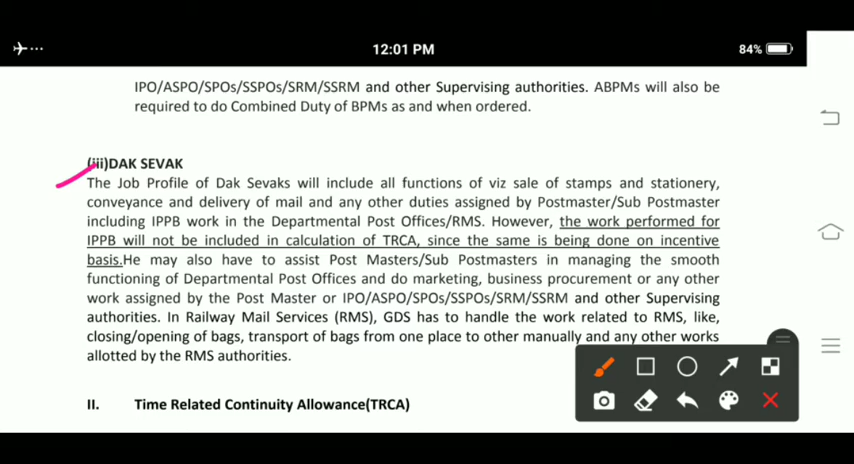 12:01 PM
84%
IPO/ASPO/SPOs/SSPOs/SRM/SSRM and other Supervising authorities. ABPMs will also be
required to do Combined Duty of BPMs as and when ordered.
(iii)DAK SEVAK
The Job Profile of Dak Sevaks will include all functions of viz sale of stamps and stationery,
conveyance and delivery of mail and any other duties assigned by Postmaster/Sub Postmaster
including IPPB work in the Departmental Post Offices/RMS. However, the work performed for
IPPB will not be included in calculation of TRCA, since the same is being done on incentive
basis.He may also have to assist Post Masters/Sub Postmasters in managing the smooth
functioning of Departmental Post Offices and do marketing, business procurement or any other
work assigned by the Post Master or IPO/ASPO/SPOs/SSPOs/SRM/SSRM and other Supervising
authorities. In Railway Mail Services (RMS), GDS has to handle the work related to RMS, like,
closing/opening of bags, transport of bags from one place to other manually and any other works
allotted by the RMS authorities.
II. Time Related Continuity Allowance(TRCA)